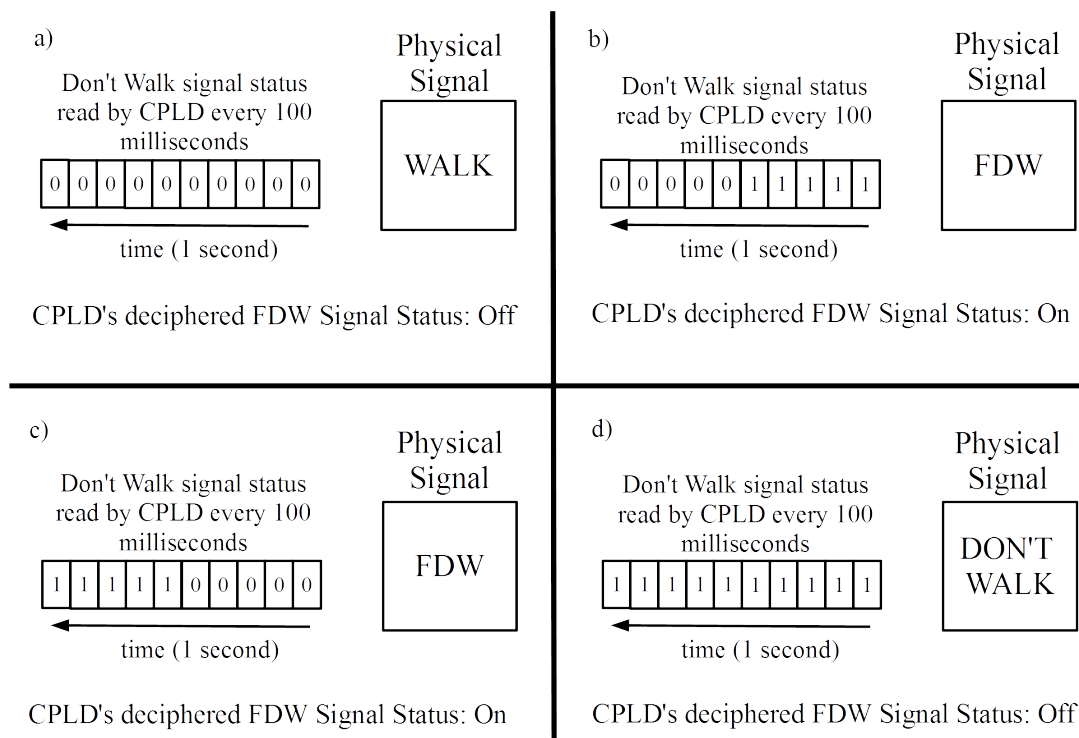 a)
Physical
Signal
Don't Walk signal status
read by CPLD every 100
milliseconds
0 0 0 0 0 0 0 0 0 0
WALK
time (1 second)
CPLD's deciphered FDW Signal Status: Off
b)
Physical
Signal
Don't Walk signal status
read by CPLD every 100
milliseconds
0 0 0 0 0 1 1 1 1 1
FDW
time (1 second)
CPLD's deciphered FDW Signal Status: On
c)
Physical
Signal
Don't Walk signal status
read by CPLD every 100
milliseconds
1 1 1 1 1 0 0 0 0 0
FDW
time (1 second)
CPLD's deciphered FDW Signal Status: On
d)
Physical
Signal
Don't Walk signal status
read by CPLD every 100
milliseconds
1 1 1 1 1 1 1 1 1 1
DON'T
WALK
time (1 second)
CPLD's deciphered FDW Signal Status: Off